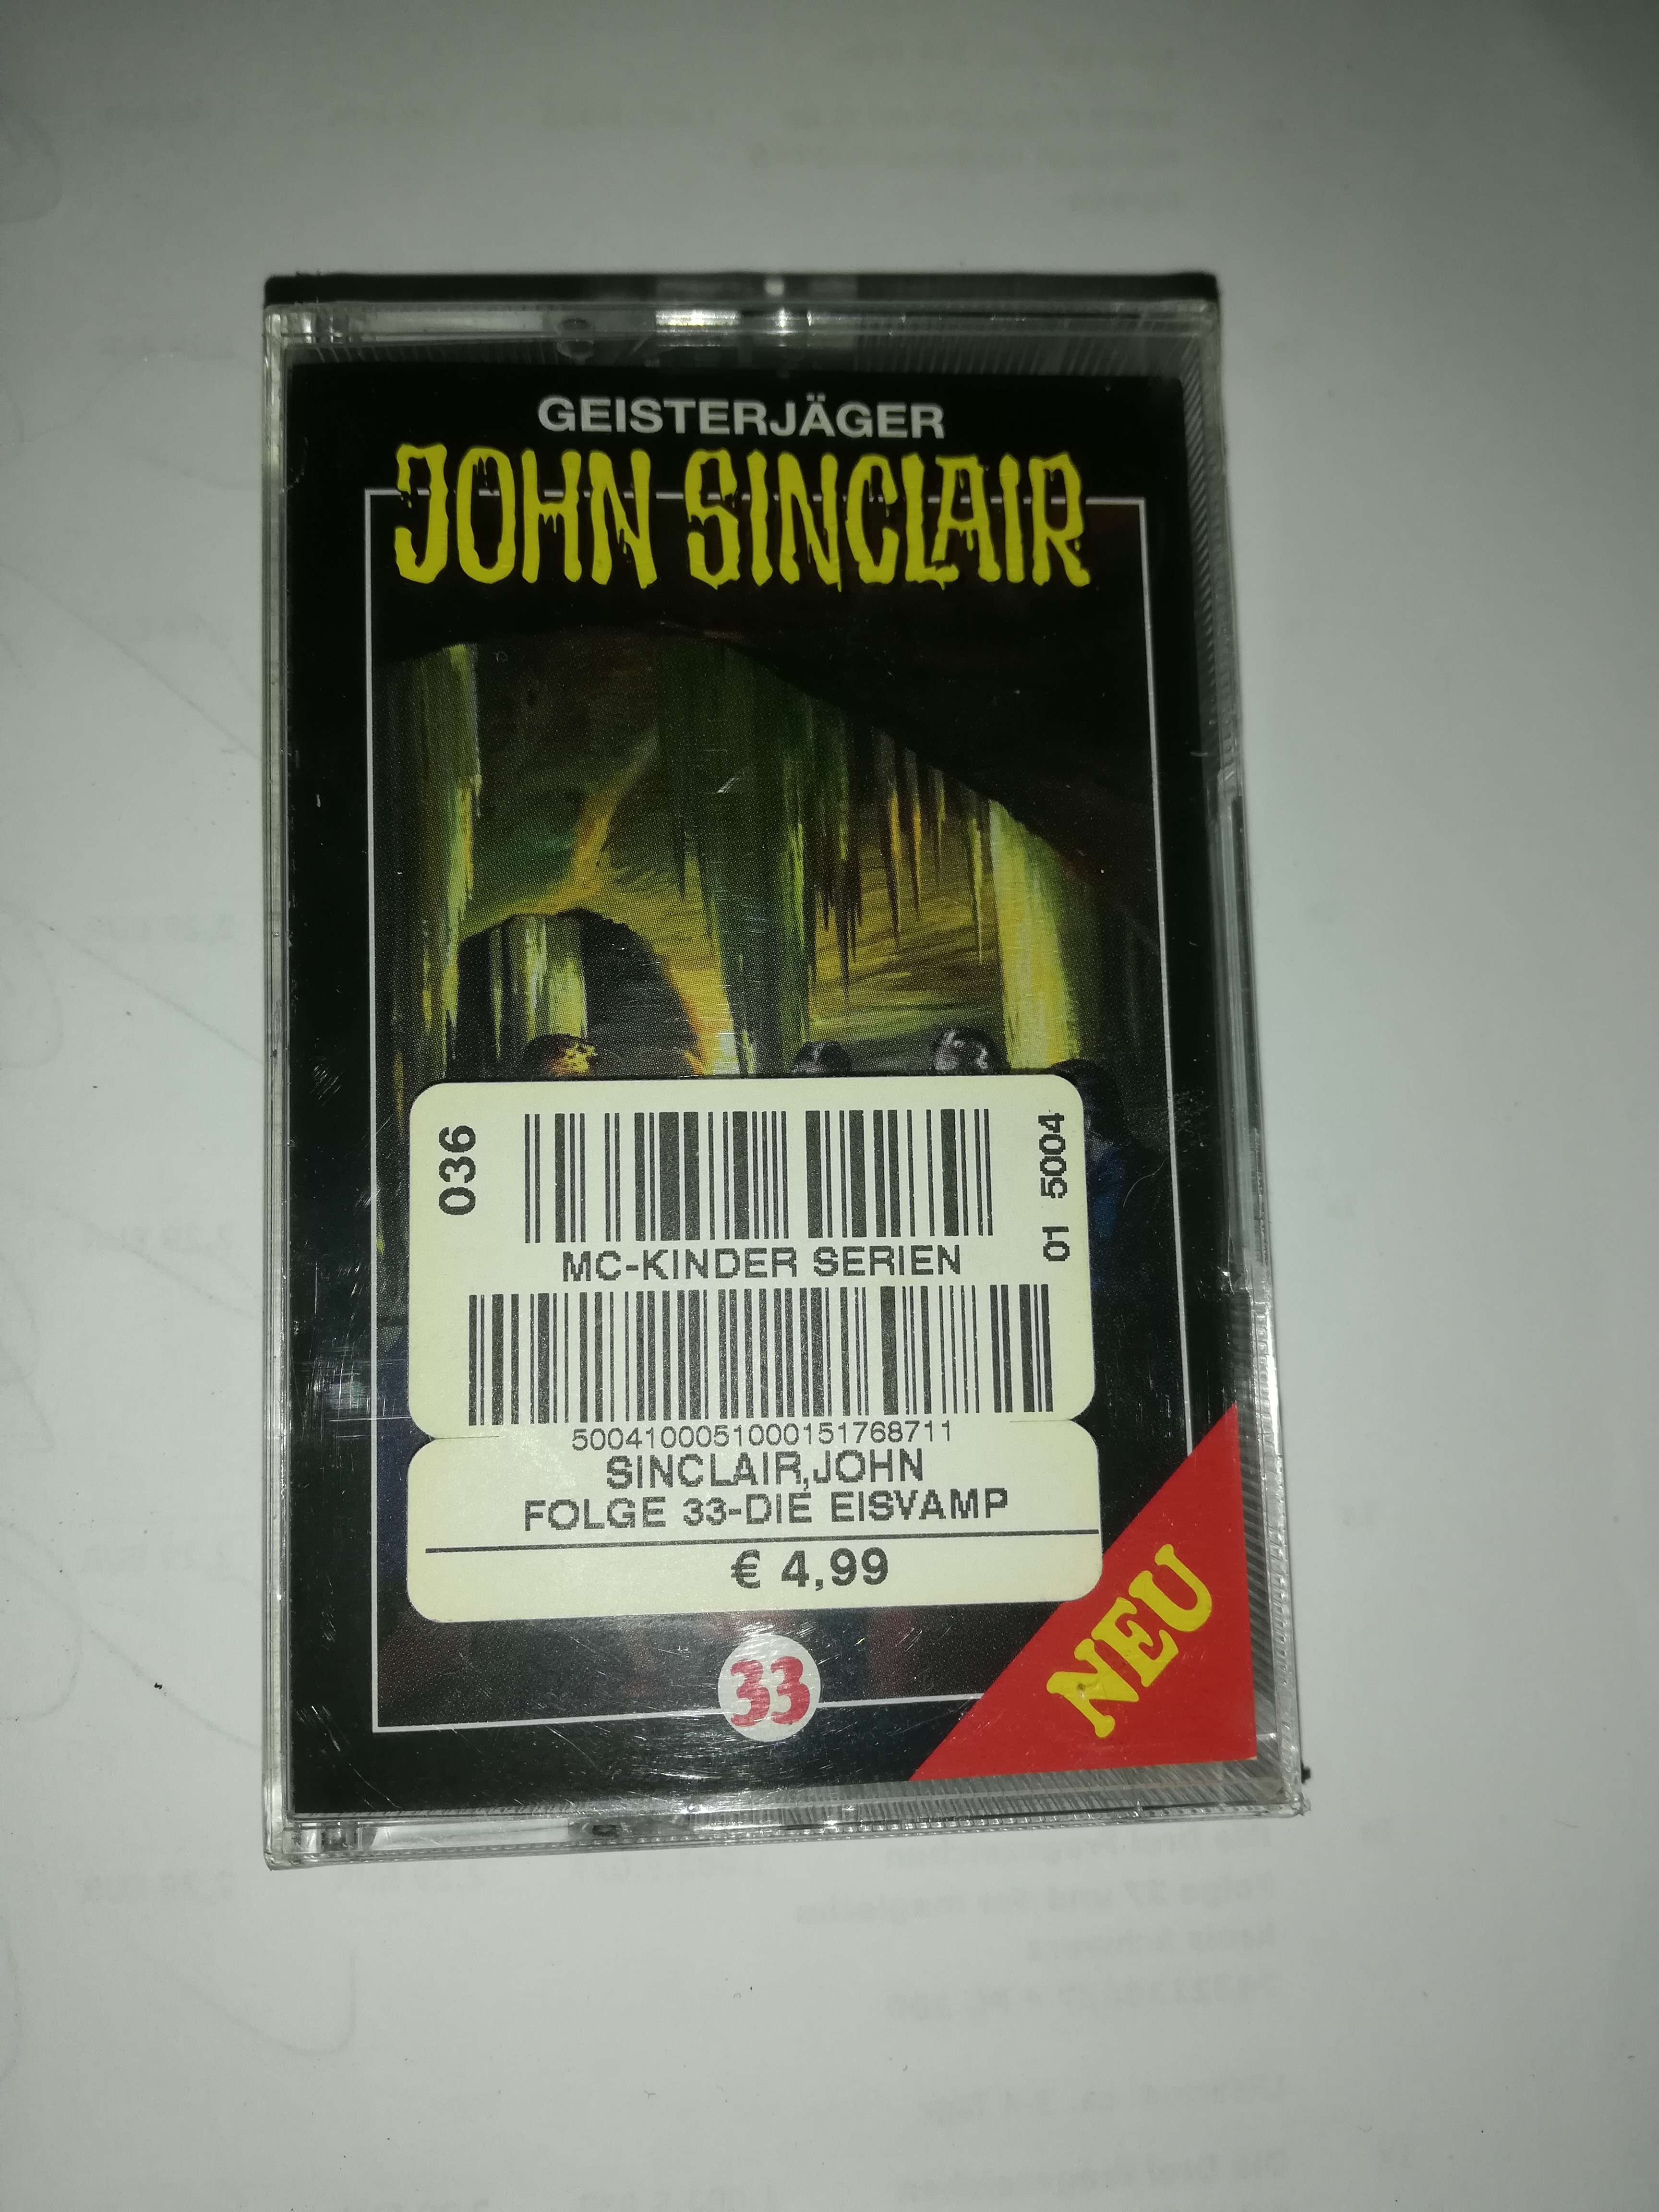 GEISTERJÄGER
JOHN SINCLAIR
036
01 5004
MC-KINDER SERIEN
5004100051000151768711
SINCLAIR,JOHN
FOLGE 33-DIE EISVAMP
€ 4,99
33
NEU